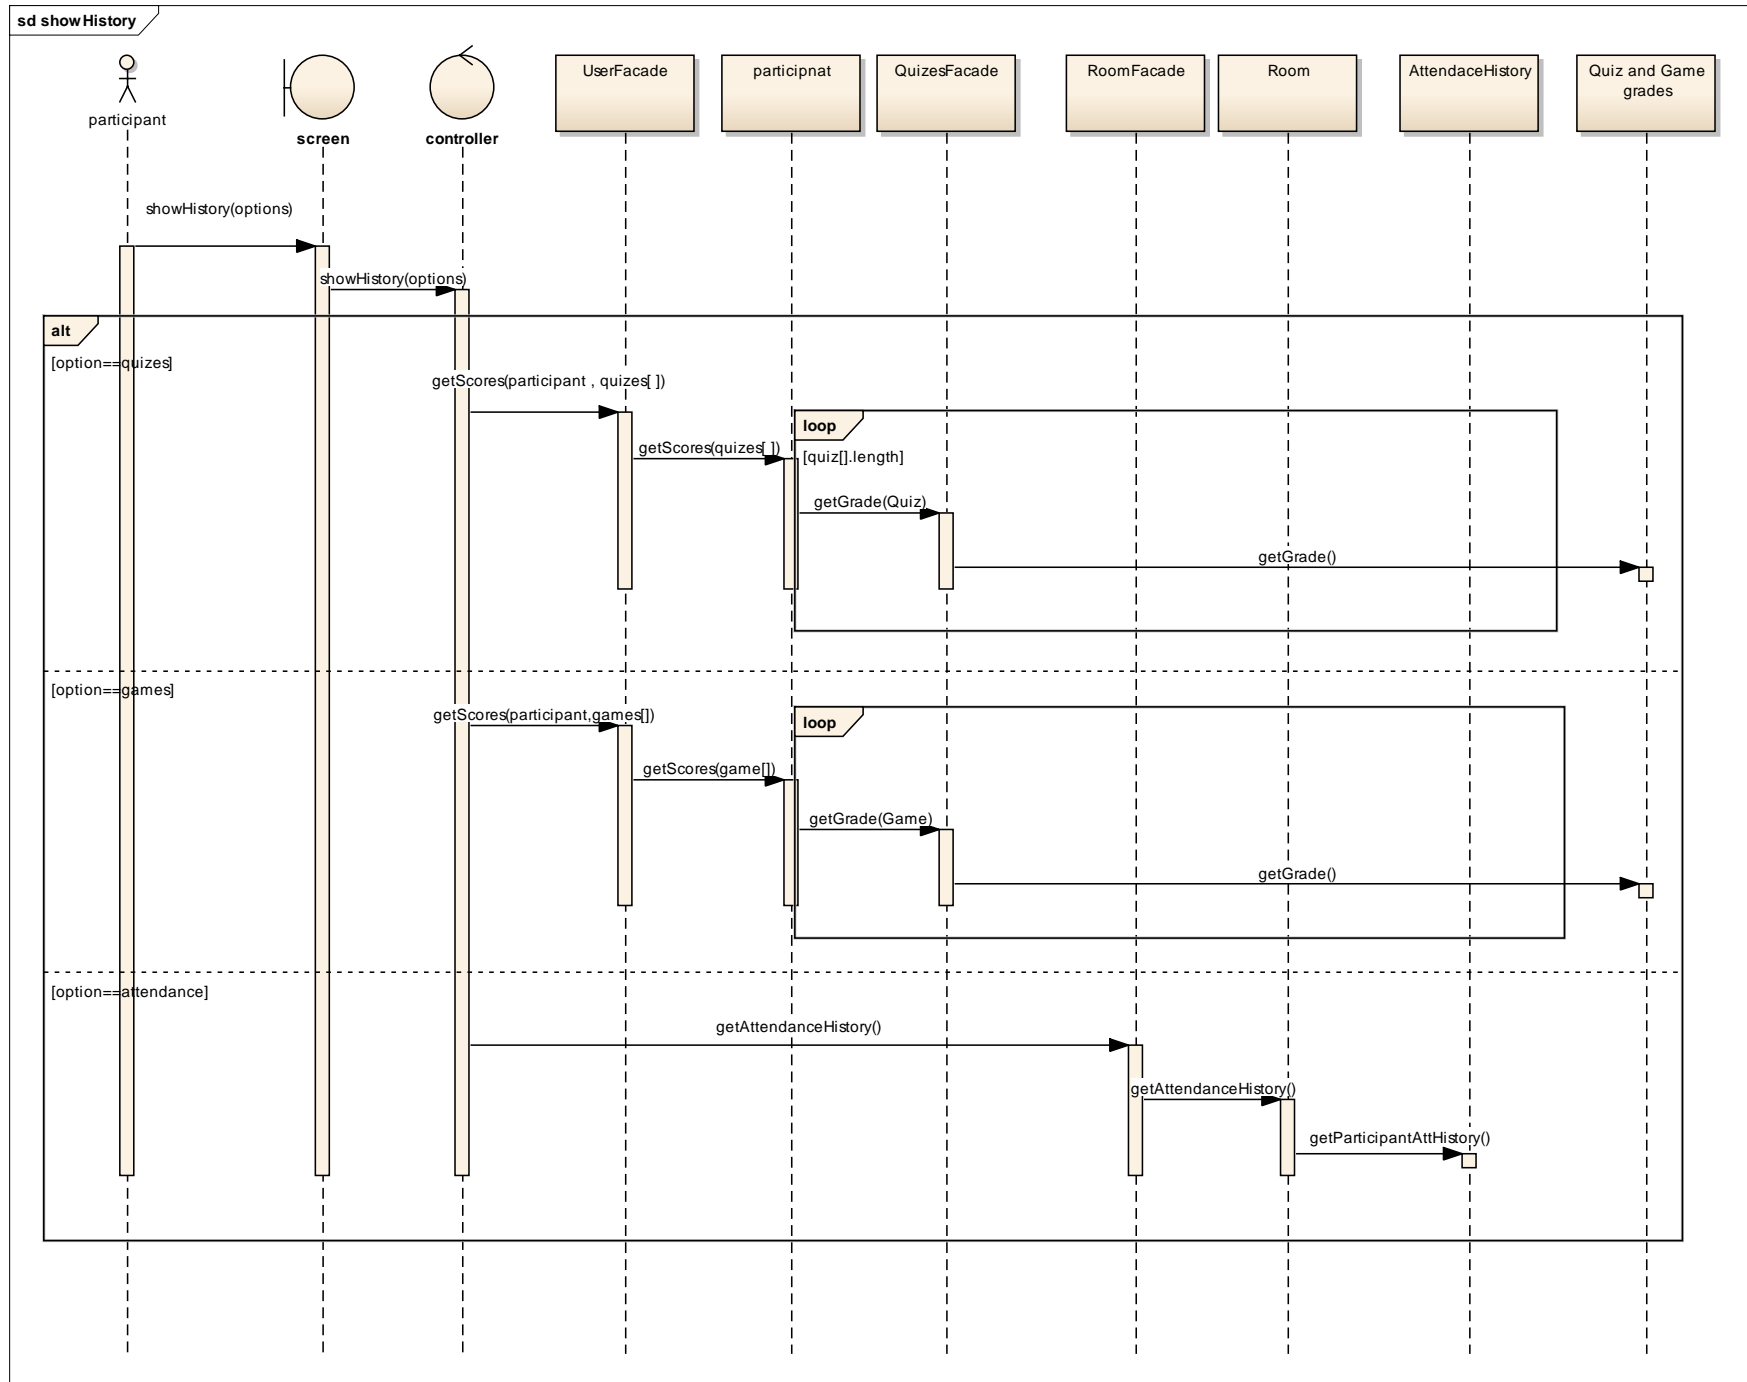 sd showHistory
participant
screen
controller
UserFacade
participnat
QuizesFacade
RoomFacade
Room
AttendaceHistory
Quiz and Game
grades
showHistory(options)
showHistory(options)
alt
[option==quizes]
getScores(participant , quizes[ ])
loop
getScores(quizes[ ])
[quiz[].length]
getGrade(Quiz)
getGrade()
[option==games]
getScores(participant,games[])
loop
getScores(game[])
getGrade(Game)
getGrade()
[option==attendance]
getAttendanceHistory()
getAttendanceHistory()
getParticipantAttHistory()